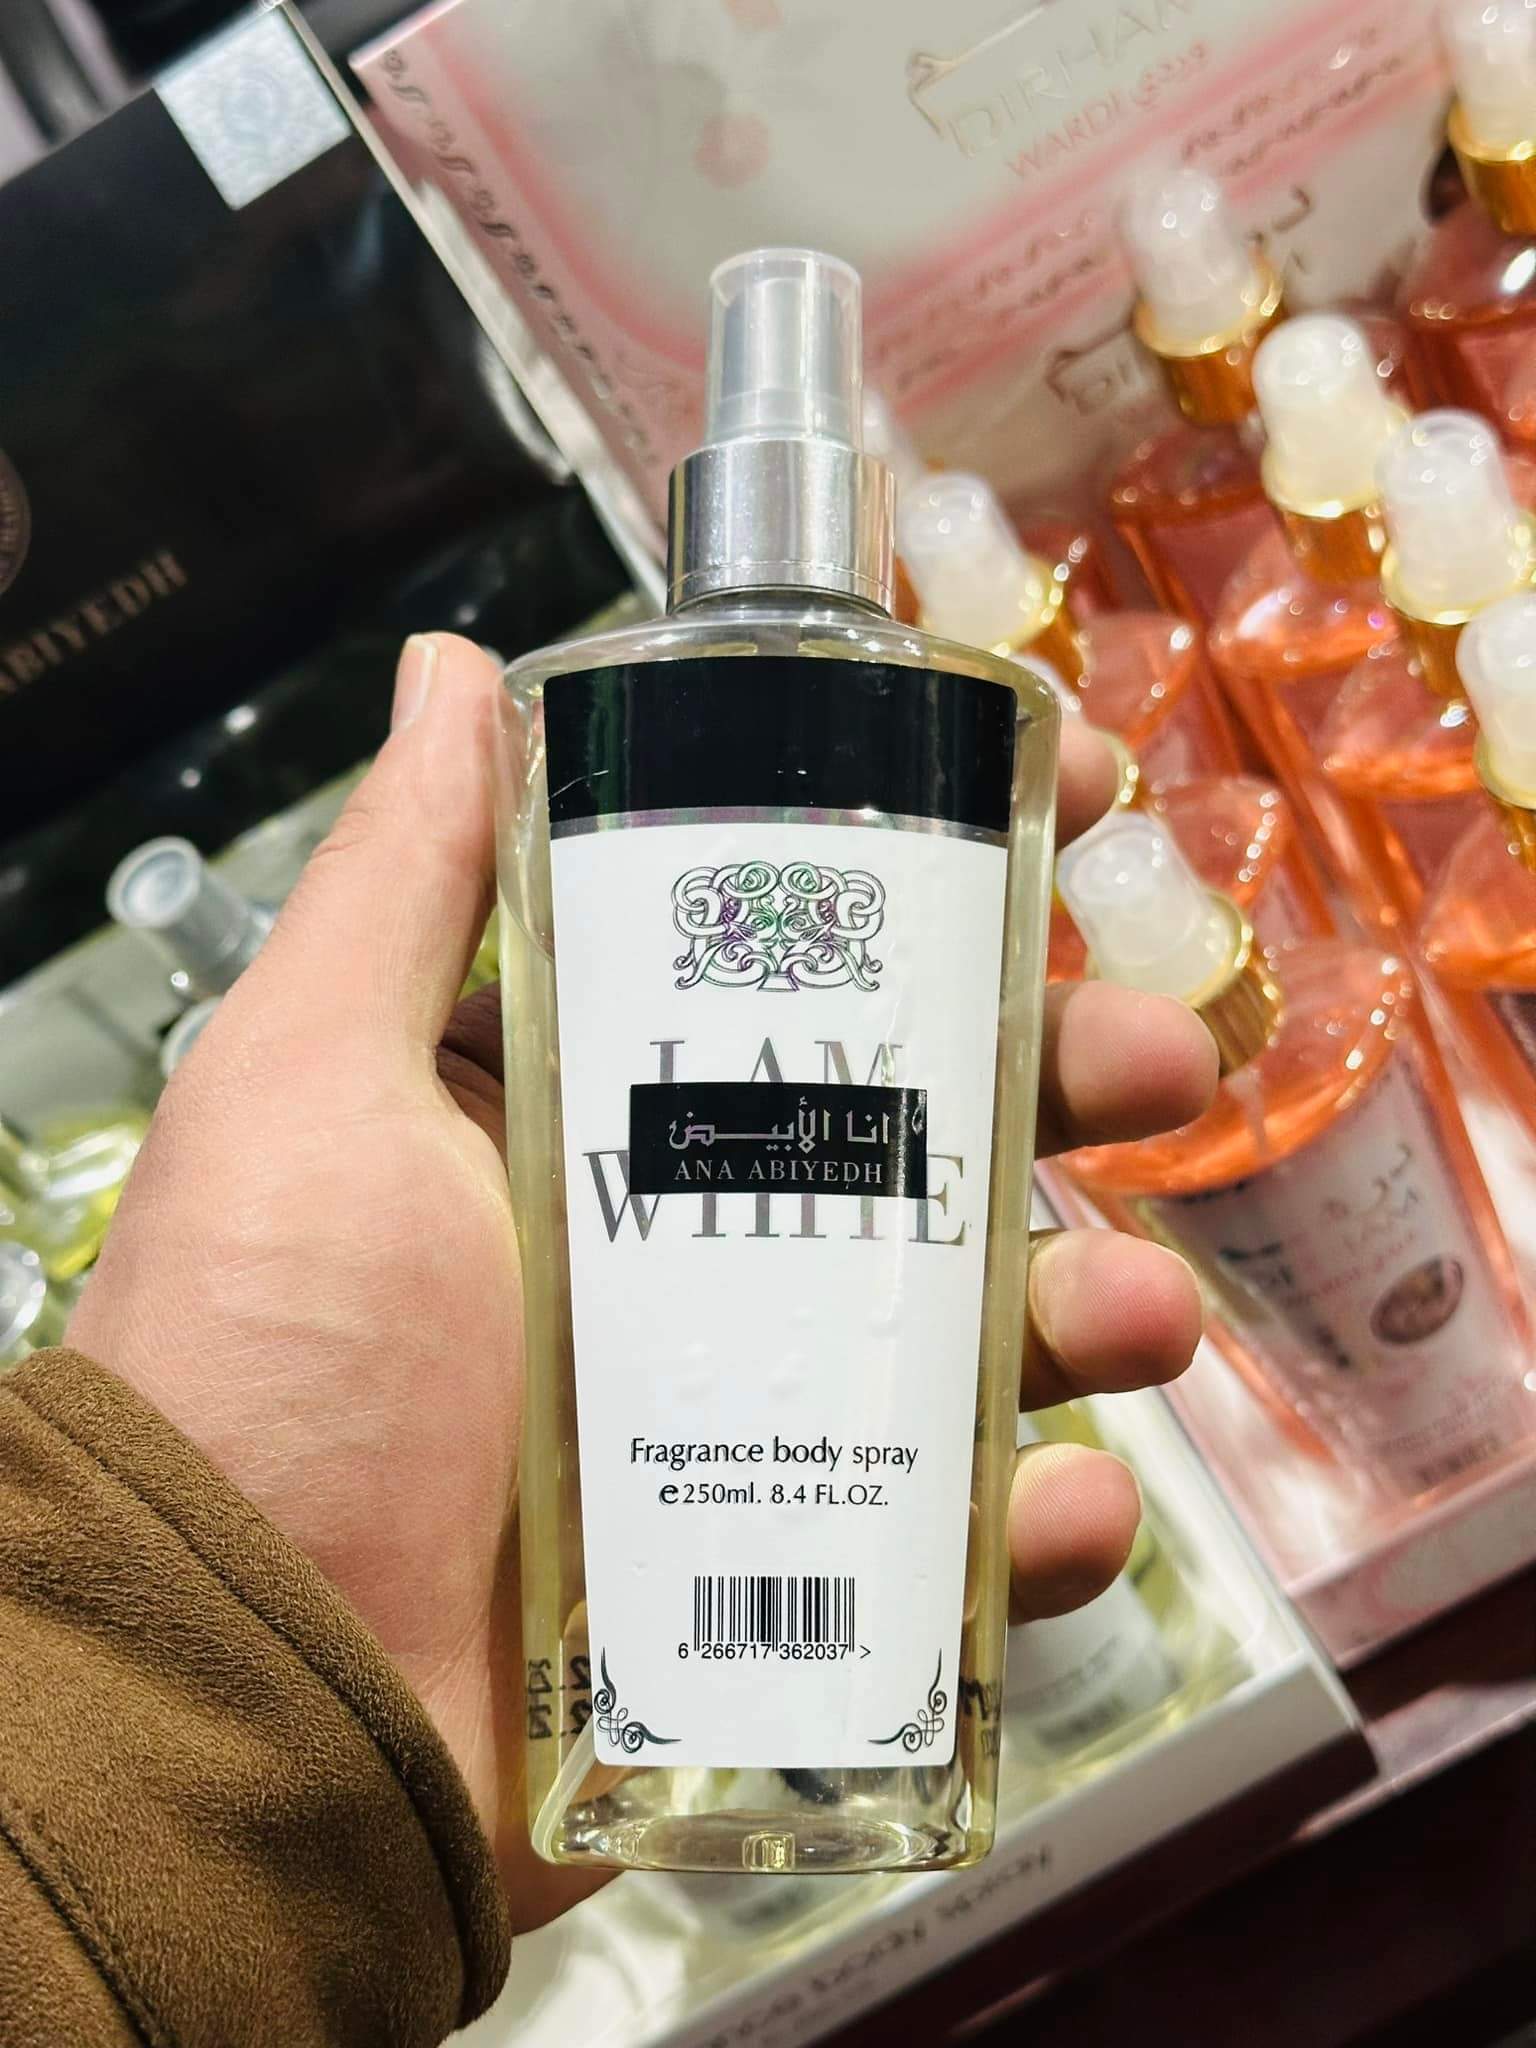 DIRHAM
WARDI وردي
ABIYEDH
I AM
انا الأبيض
ANA ABIYEDH
WHITE
Fragrance body spray
e 250ml. 8.4 FL.OZ.
6 266717 362037 >